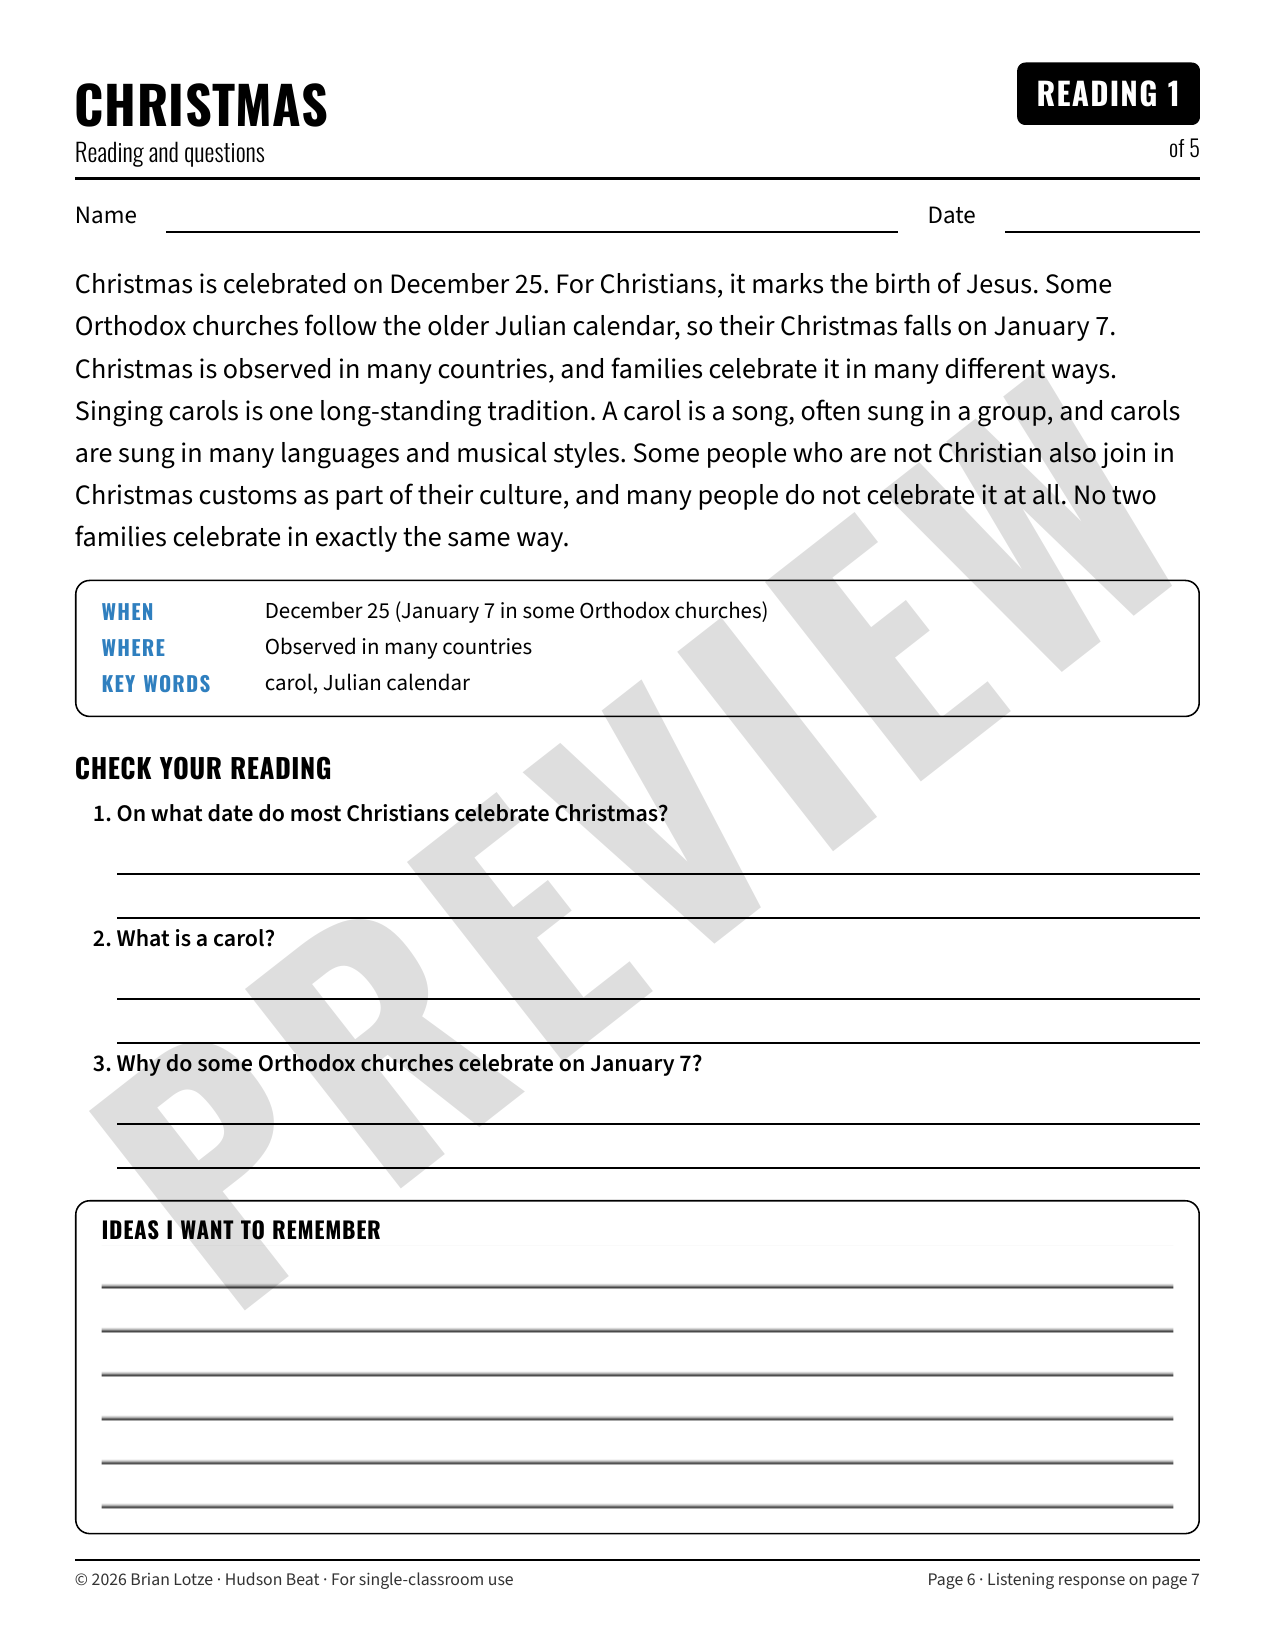 CHRISTMAS
READING 1
Reading and questions
of 5
Name
Date
Christmas is celebrated on December 25. For Christians, it marks the birth of Jesus. Some
Orthodox churches follow the older Julian calendar, so their Christmas falls on January 7.
Christmas is observed in many countries, and families celebrate it in many different ways.
Singing carols is one long-standing tradition. A carol is a song, often sung in a group, and carols
are sung in many languages and musical styles. Some people who are not Christian also join in
Christmas customs as part of their culture, and many people do not celebrate it at all. No two
families celebrate in exactly the same way.
WHEN December 25 (January 7 in some Orthodox churches)
WHERE Observed in many countries
KEY WORDS carol, Julian calendar
CHECK YOUR READING
1. On what date do most Christians celebrate Christmas?
2. What is a carol?
3. Why do some Orthodox churches celebrate on January 7?
IDEAS I WANT TO REMEMBER
© 2026 Brian Lotze · Hudson Beat · For single-classroom use
Page 6 · Listening response on page 7
PREVIEW